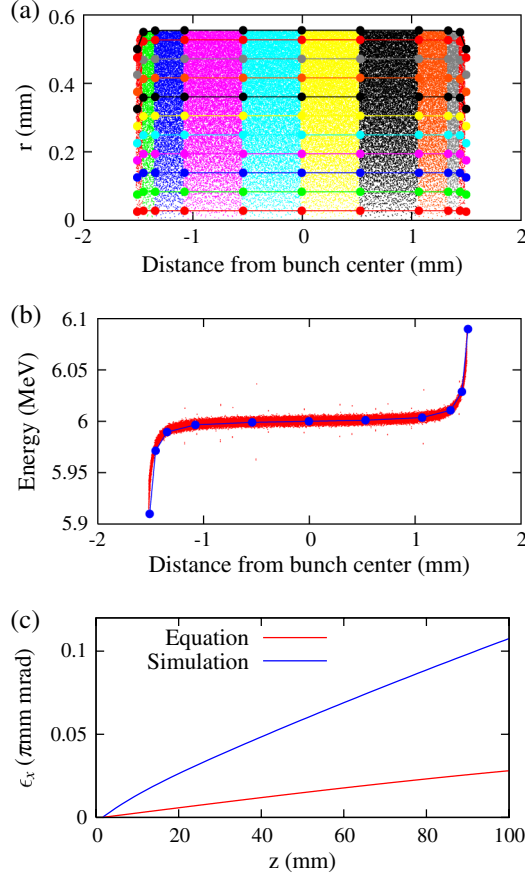 (a)
0.6
0.4
0.2
0
r (mm)
-2 -1 0 1 2
Distance from bunch center (mm)
(b)
6.1
6.05
6
5.95
5.9
Energy (MeV)
-2 -1 0 1 2
Distance from bunch center (mm)
(c)
Equation
Simulation
0.1
0.05
0
ϵx (πmm mrad)
0 20 40 60 80 100
z (mm)